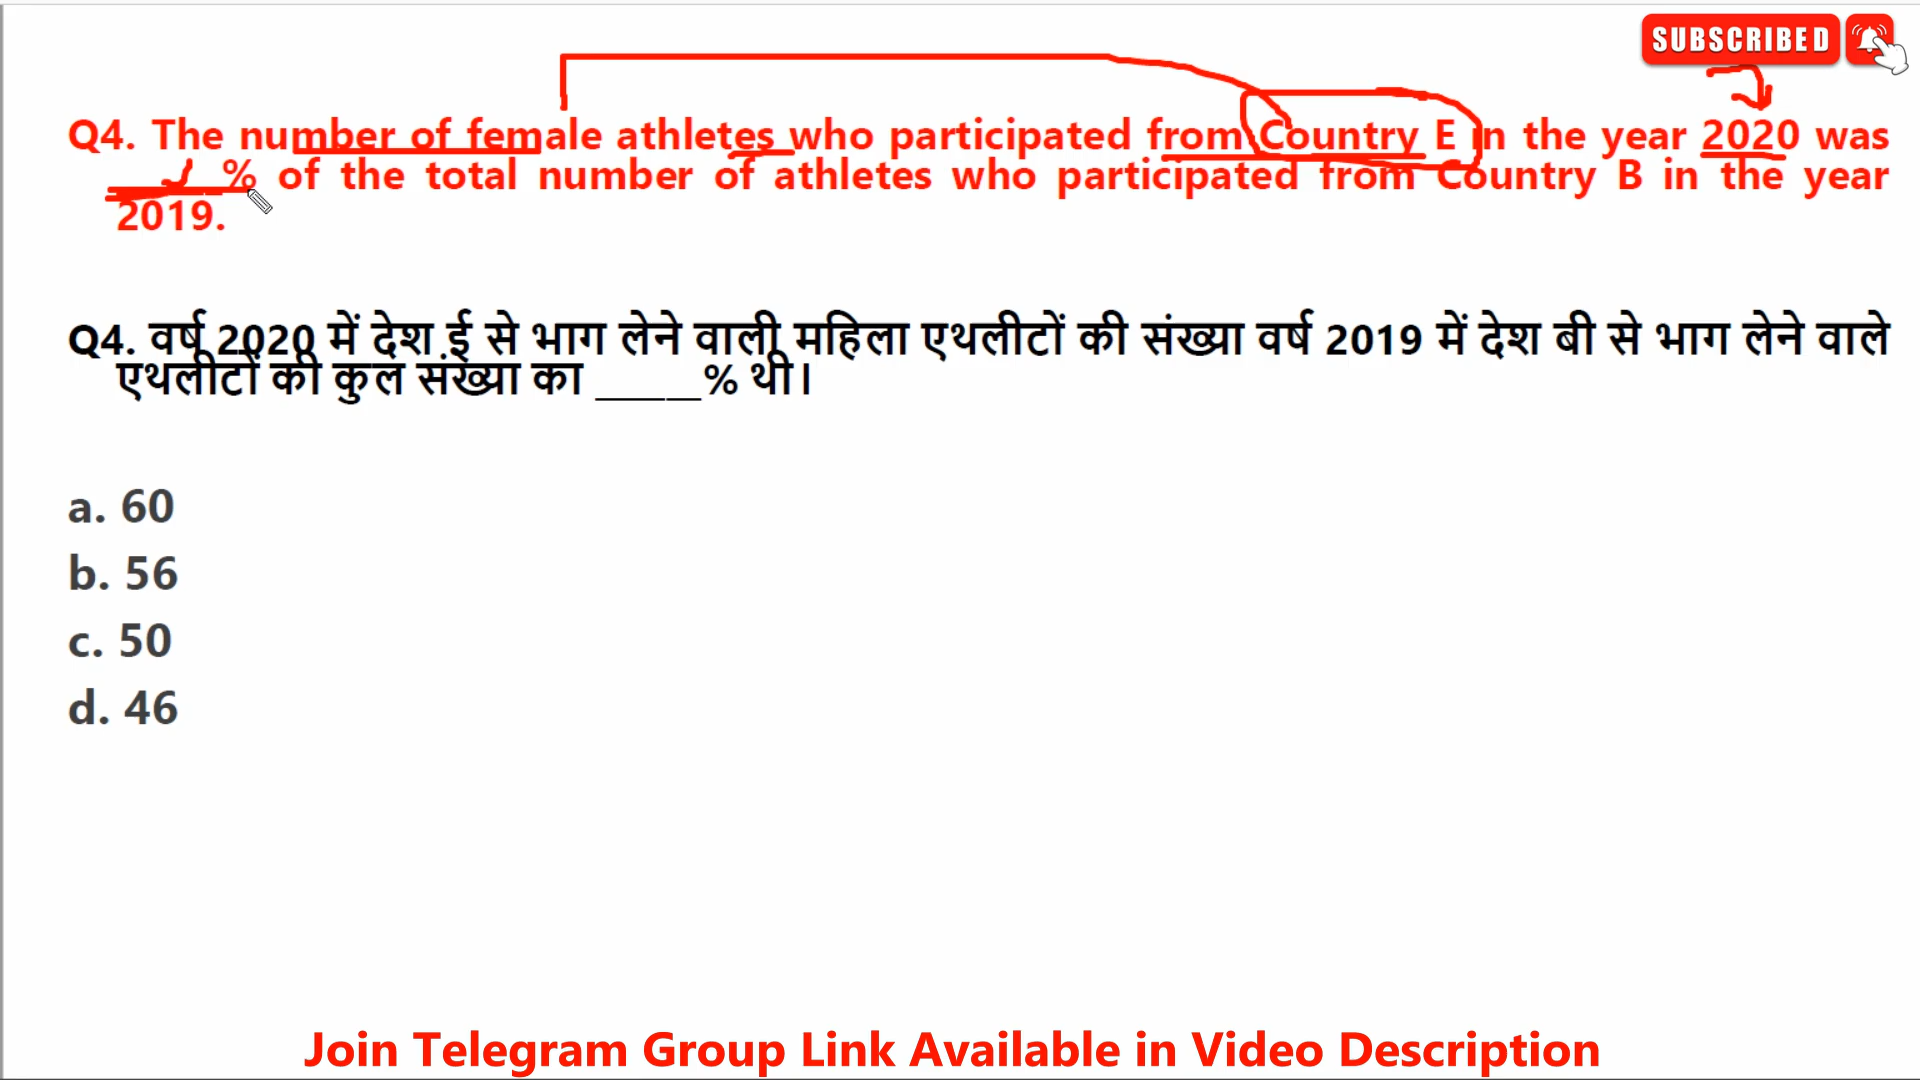 SUBSCRIBED
Q4. The number of female athletes who participated from Country E in the year 2020 was
% of the total number of athletes who participated from Country B in the year
2019.
Q4. वर्ष 2020 में देश ई से भाग लेने वाली महिला एथलीटों की संख्या वर्ष 2019 में देश बी से भाग लेने वाले
एथलीटों की कुल संख्या का _____% थी।
a. 60
b. 56
c. 50
d. 46
Join Telegram Group Link Available in Video Description